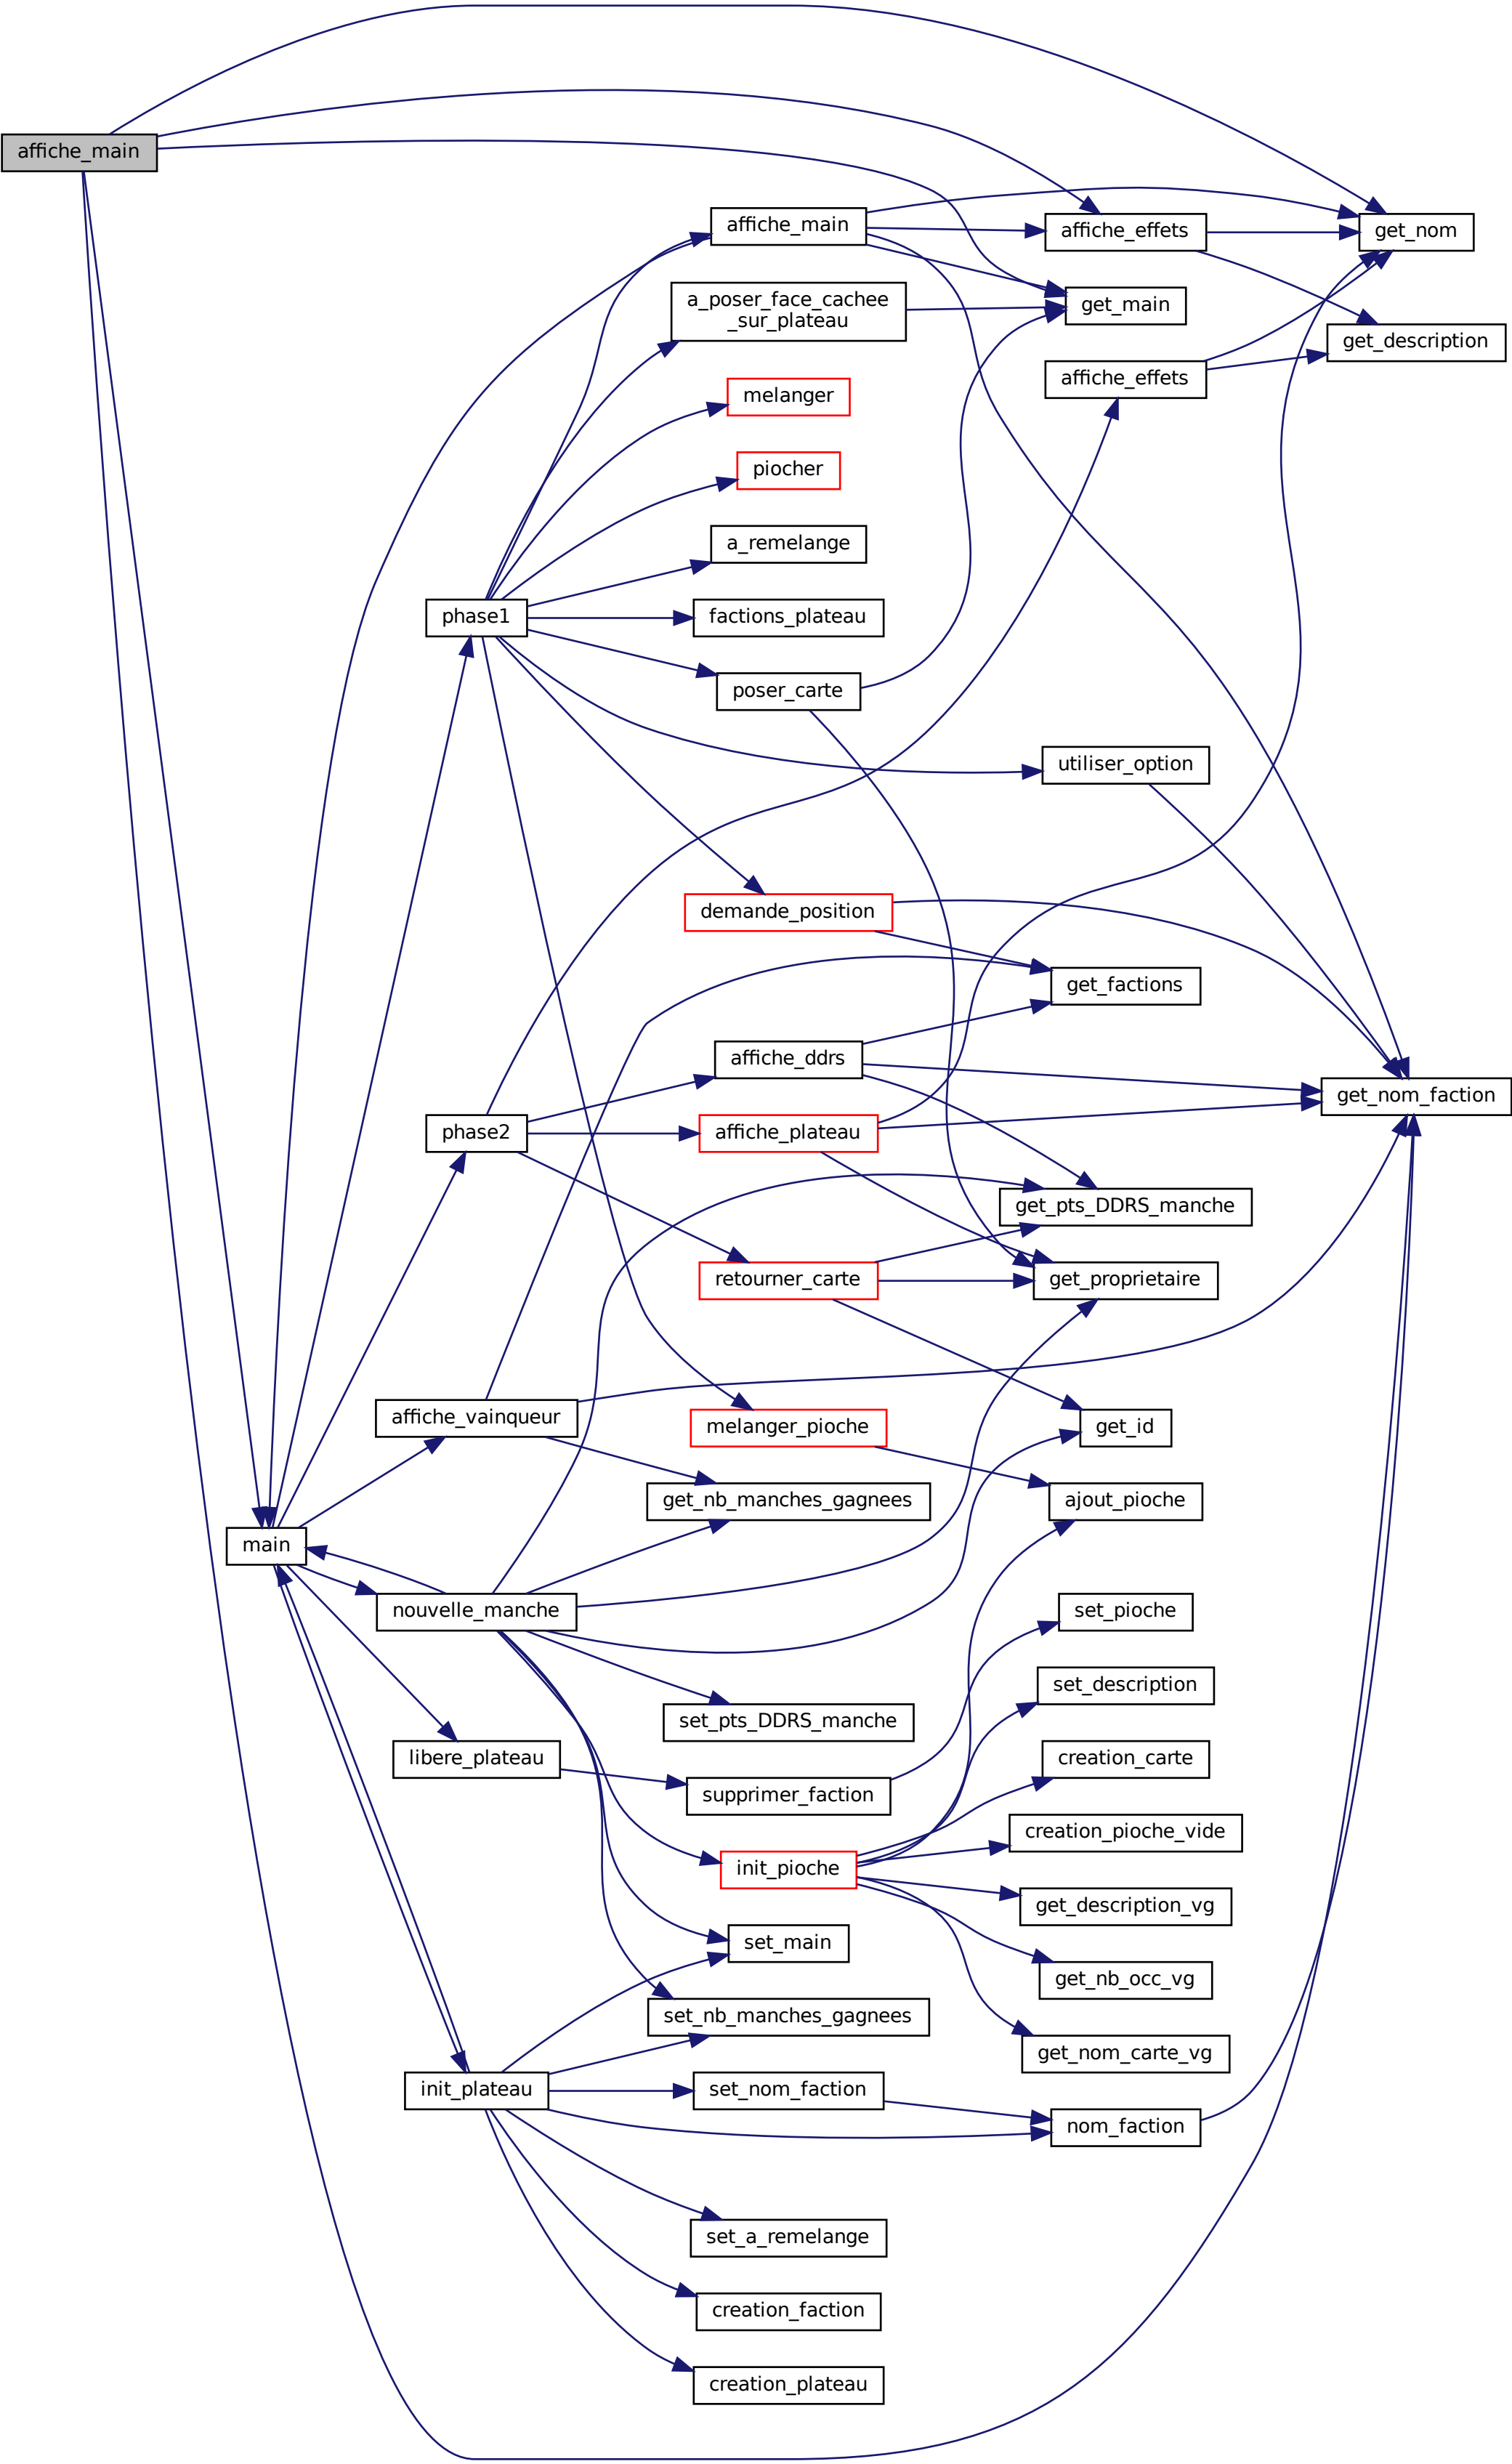 affiche_main
affiche_main
affiche_effets
get_nom
a_poser_face_cachee
_sur_plateau
get_main
get_description
affiche_effets
melanger
piocher
a_remelange
phase1
factions_plateau
poser_carte
utiliser_option
demande_position
get_factions
affiche_ddrs
get_nom_faction
phase2
affiche_plateau
get_pts_DDRS_manche
retourner_carte
get_proprietaire
affiche_vainqueur
melanger_pioche
get_id
get_nb_manches_gagnees
ajout_pioche
main
nouvelle_manche
set_pioche
set_description
set_pts_DDRS_manche
libere_plateau
creation_carte
supprimer_faction
creation_pioche_vide
init_pioche
get_description_vg
set_main
get_nb_occ_vg
set_nb_manches_gagnees
get_nom_carte_vg
init_plateau
set_nom_faction
nom_faction
set_a_remelange
creation_faction
creation_plateau